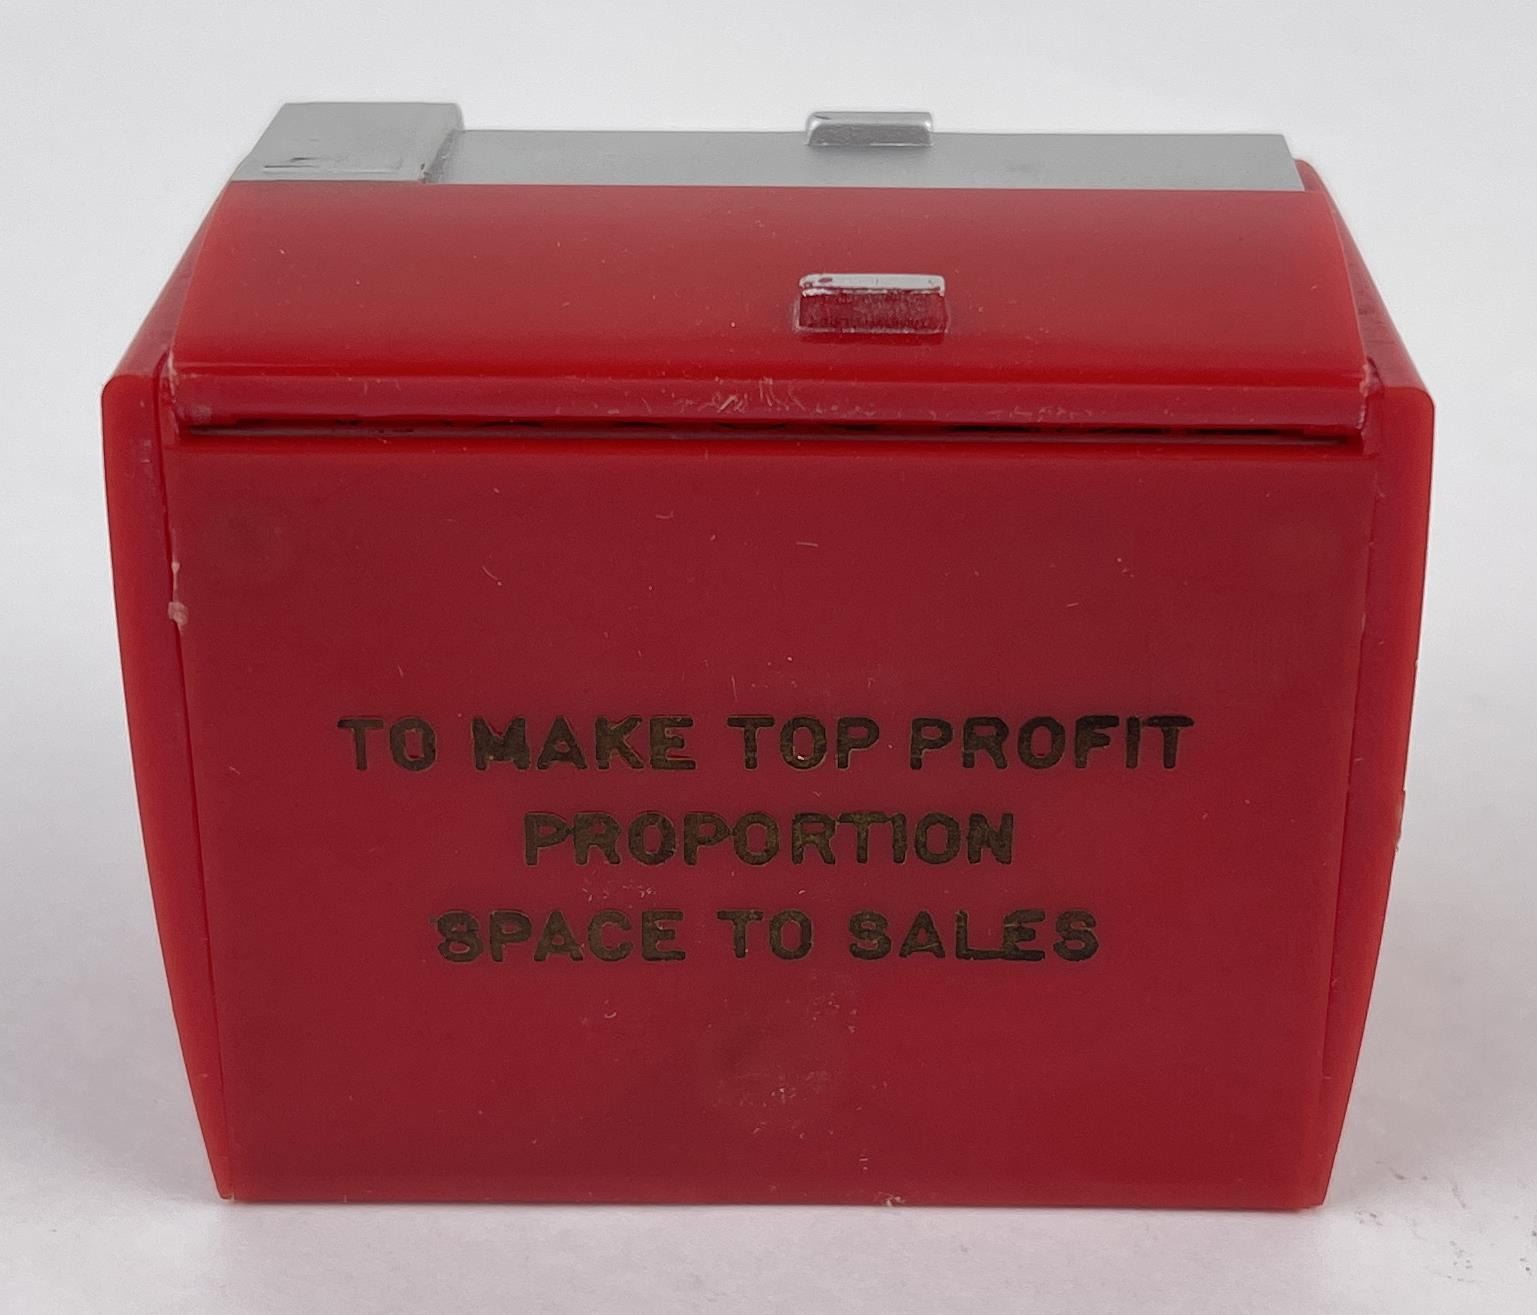 TO MAKE TOP PROFIT
PROPORTION
SPACE TO SALES